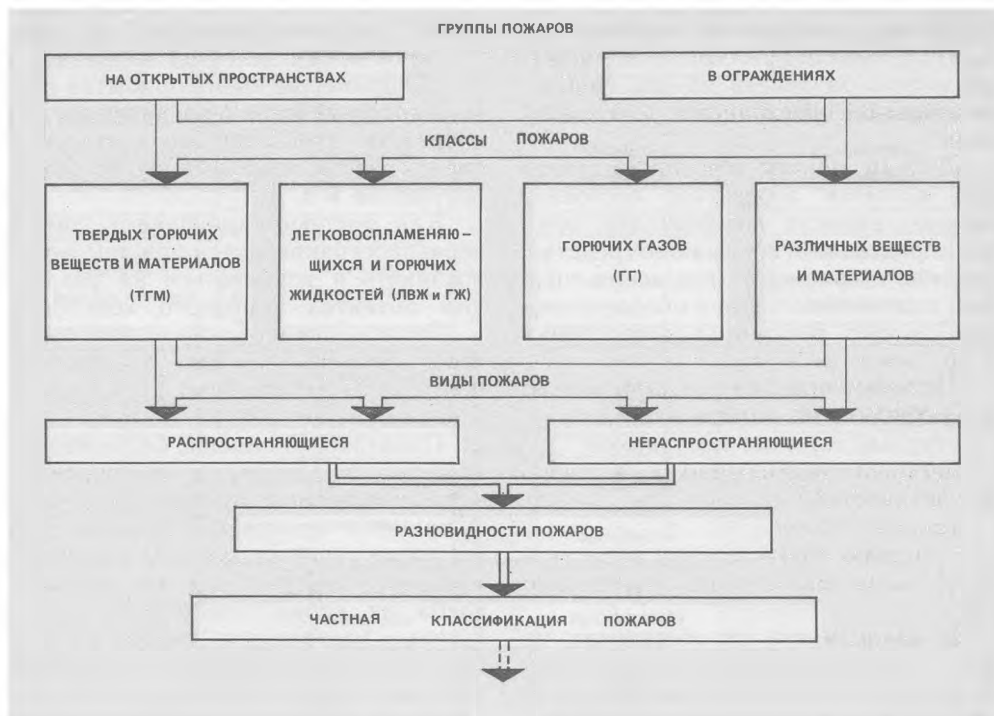 ГРУППЫ ПОЖАРОВ
НА ОТКРЫТЫХ ПРОСТРАНСТВАХ
В ОГРАЖДЕНИЯХ
КЛАССЫ ПОЖАРОВ
ТВЕРДЫХ ГОРЮЧИХ
ВЕЩЕСТВ И МАТЕРИАЛОВ
(ТГМ)
ЛЕГКОВОСПЛАМЕНЯЮ –
ЩИХСЯ И ГОРЮЧИХ
ЖИДКОСТЕЙ (ЛВЖ и ГЖ)
ГОРЮЧИХ ГАЗОВ
(ГГ)
РАЗЛИЧНЫХ ВЕЩЕСТВ
И МАТЕРИАЛОВ
ВИДЫ ПОЖАРОВ
РАСПРОСТРАНЯЮЩИЕСЯ
НЕРАСПРОСТРАНЯЮЩИЕСЯ
РАЗНОВИДНОСТИ ПОЖАРОВ
ЧАСТНАЯ КЛАССИФИКАЦИЯ ПОЖАРОВ